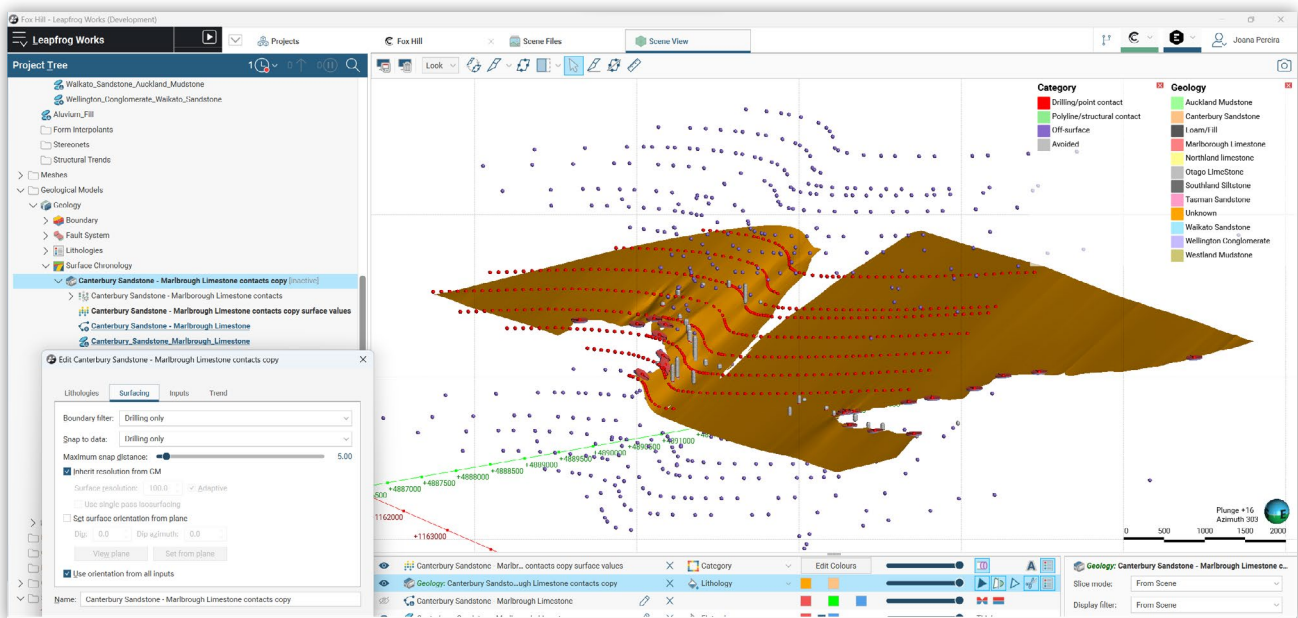 Fox Hill - Leapfrog Works (Development)
Leapfrog Works
Projects
Fox Hill
Scene Files
Scene View
Joana Pereira
Project Tree
1
Look
Waikato_Sandstone_Auckland_Mudstone
Wellington_Conglomerate_Waikato_Sandstone
Aluvium_Fill
Form Interpolants
Stereonets
Structural Trends
Meshes
Geological Models
Geology
Boundary
Fault System
Lithologies
Surface Chronology
Canterbury Sandstone - Marlbrough Limestone contacts copy [inactive]
Canterbury Sandstone - Marlborough Limestone contacts
Canterbury Sandstone - Marlbrough Limestone contacts copy surface values
Canterbury Sandstone - Marlbrough Limestone
Canterbury_Sandstone_Marlbrough_Limestone
Edit Canterbury Sandstone - Marlbrough Limestone contacts copy
Lithologies
Surfacing
Inputs
Trend
Boundary filter: Drilling only
Snap to data: Drilling only
Maximum snap distance: 5.00
Inherit resolution from GM
Surface resolution: 100.0
Adaptive
Use single pass isosurfacing
Set surface orientation from plane
Dip: 0.0
Dip azimuth: 0.0
View plane
Set from plane
Use orientation from all inputs
Name: Canterbury Sandstone - Marlbrough Limestone contacts copy
Category
Drilling/point contact
Polyline/structural contact
Off-surface
Avoided
Geology
Auckland Mudstone
Canterbury Sandstone
Loam/Fill
Marlborough Limestone
Northland limestone
Otago LimeStone
Southland Siltstone
Tasman Sandstone
Unknown
Waikato Sandstone
Wellington Conglomerate
Westland Mudstone
+4891000
+4890000
+4889500
+4889000
+4888500
+4887500
+4887000
1162000
+1163000
Plunge +16
Azimuth 303
0 500 1000 1500 2000
Canterbury Sandstone - Marlbr... contacts copy surface values
Category
Edit Colours
Geology: Canterbury Sandsto...ugh Limestone contacts copy
Lithology
Canterbury Sandstone - Marlbrough Limestone
Geology: Canterbury Sandstone - Marlbrough Limestone c...
Slice mode: From Scene
Display filter: From Scene